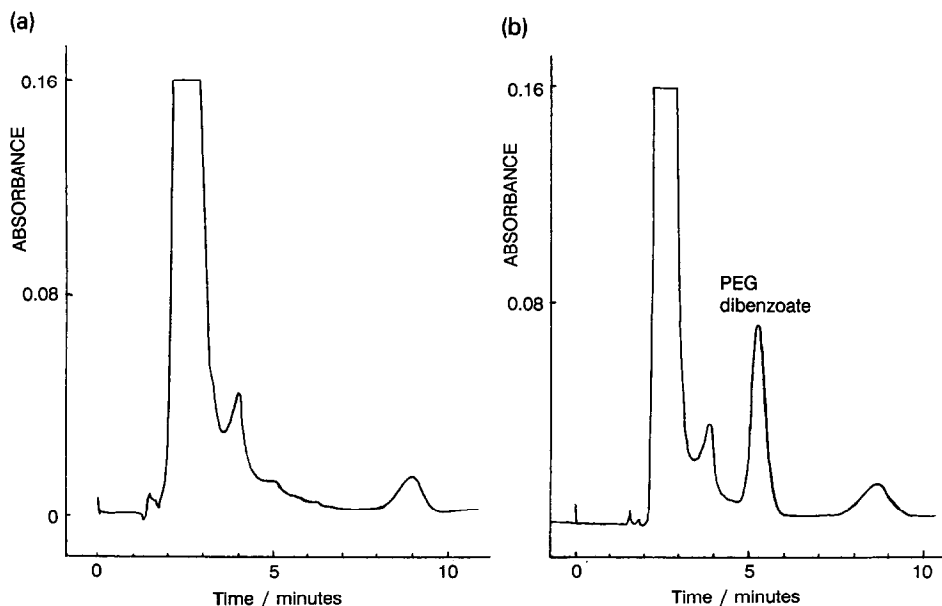 (a)
0.16
ABSORBANCE
0.08
0
0
5
10
Time / minutes
(b)
0.16
ABSORBANCE
PEG
dibenzoate
0.08
0
5
10
Time / minutes